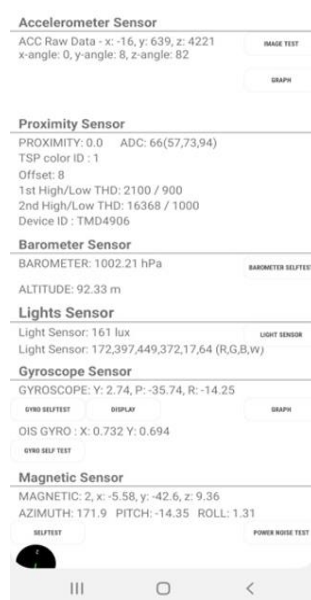 Accelerometer Sensor
ACC Raw Data - x: -16, y: 639, z: 4221
x-angle: 0, y-angle: 8, z-angle: 82
IMAGE TEST
GRAPH
Proximity Sensor
PROXIMITY: 0.0 ADC: 66(57,73,94)
TSP color ID : 1
Offset: 8
1st High/Low THD: 2100 / 900
2nd High/Low THD: 16368 / 1000
Device ID : TMD4906
Barometer Sensor
BAROMETER: 1002.21 hPa
BAROMETER SELFTEST
ALTITUDE: 92.33 m
Lights Sensor
Light Sensor: 161 lux
LIGHT SENSOR
Light Sensor: 172,397,449,372,17,64 (R,G,B,W)
Gyroscope Sensor
GYROSCOPE: Y: 2.74, P: -35.74, R: -14.25
GYRO SELFTEST DISPLAY GRAPH
OIS GYRO : X: 0.732 Y: 0.694
GYRO SELF TEST
Magnetic Sensor
MAGNETIC: 2, x: -5.58, y: -42.6, z: 9.36
AZIMUTH: 171.9 PITCH: -14.35 ROLL: 1.31
SELFTEST POWER NOISE TEST